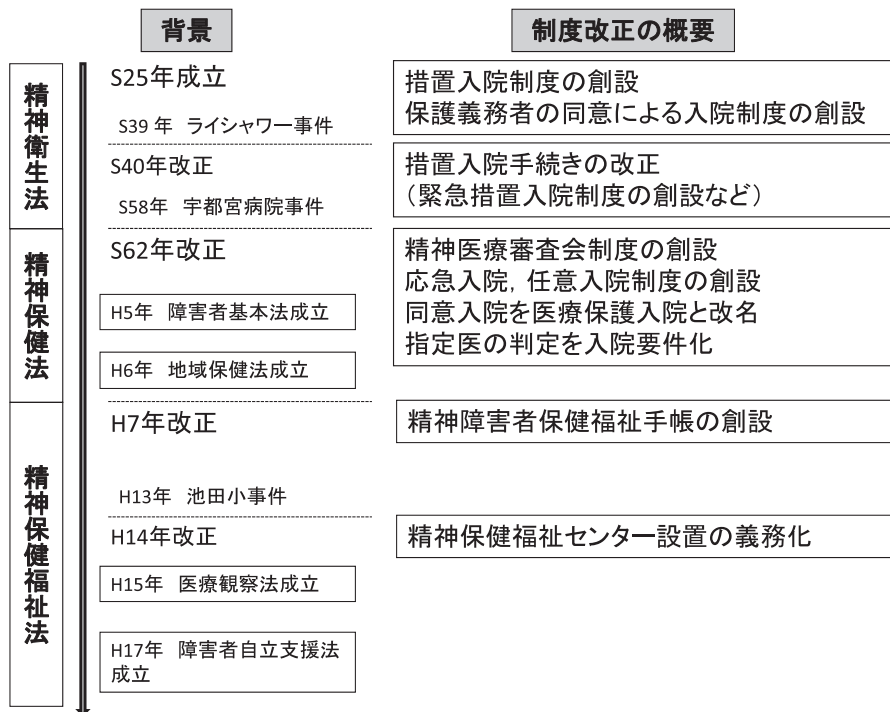 背景
制度改正の概要
精神衛生法
S25年成立
措置入院制度の創設
保護義務者の同意による入院制度の創設
S39年 ライシャワー事件
S40年改正
措置入院手続きの改正
（緊急措置入院制度の創設など）
S58年 宇都宮病院事件
精神保健法
S62年改正
精神医療審査会制度の創設
応急入院，任意入院制度の創設
同意入院を医療保護入院と改名
指定医の判定を入院要件化
H5年 障害者基本法成立
H6年 地域保健法成立
精神保健福祉法
H7年改正
精神障害者保健福祉手帳の創設
H13年 池田小事件
H14年改正
精神保健福祉センター設置の義務化
H15年 医療観察法成立
H17年 障害者自立支援法
成立